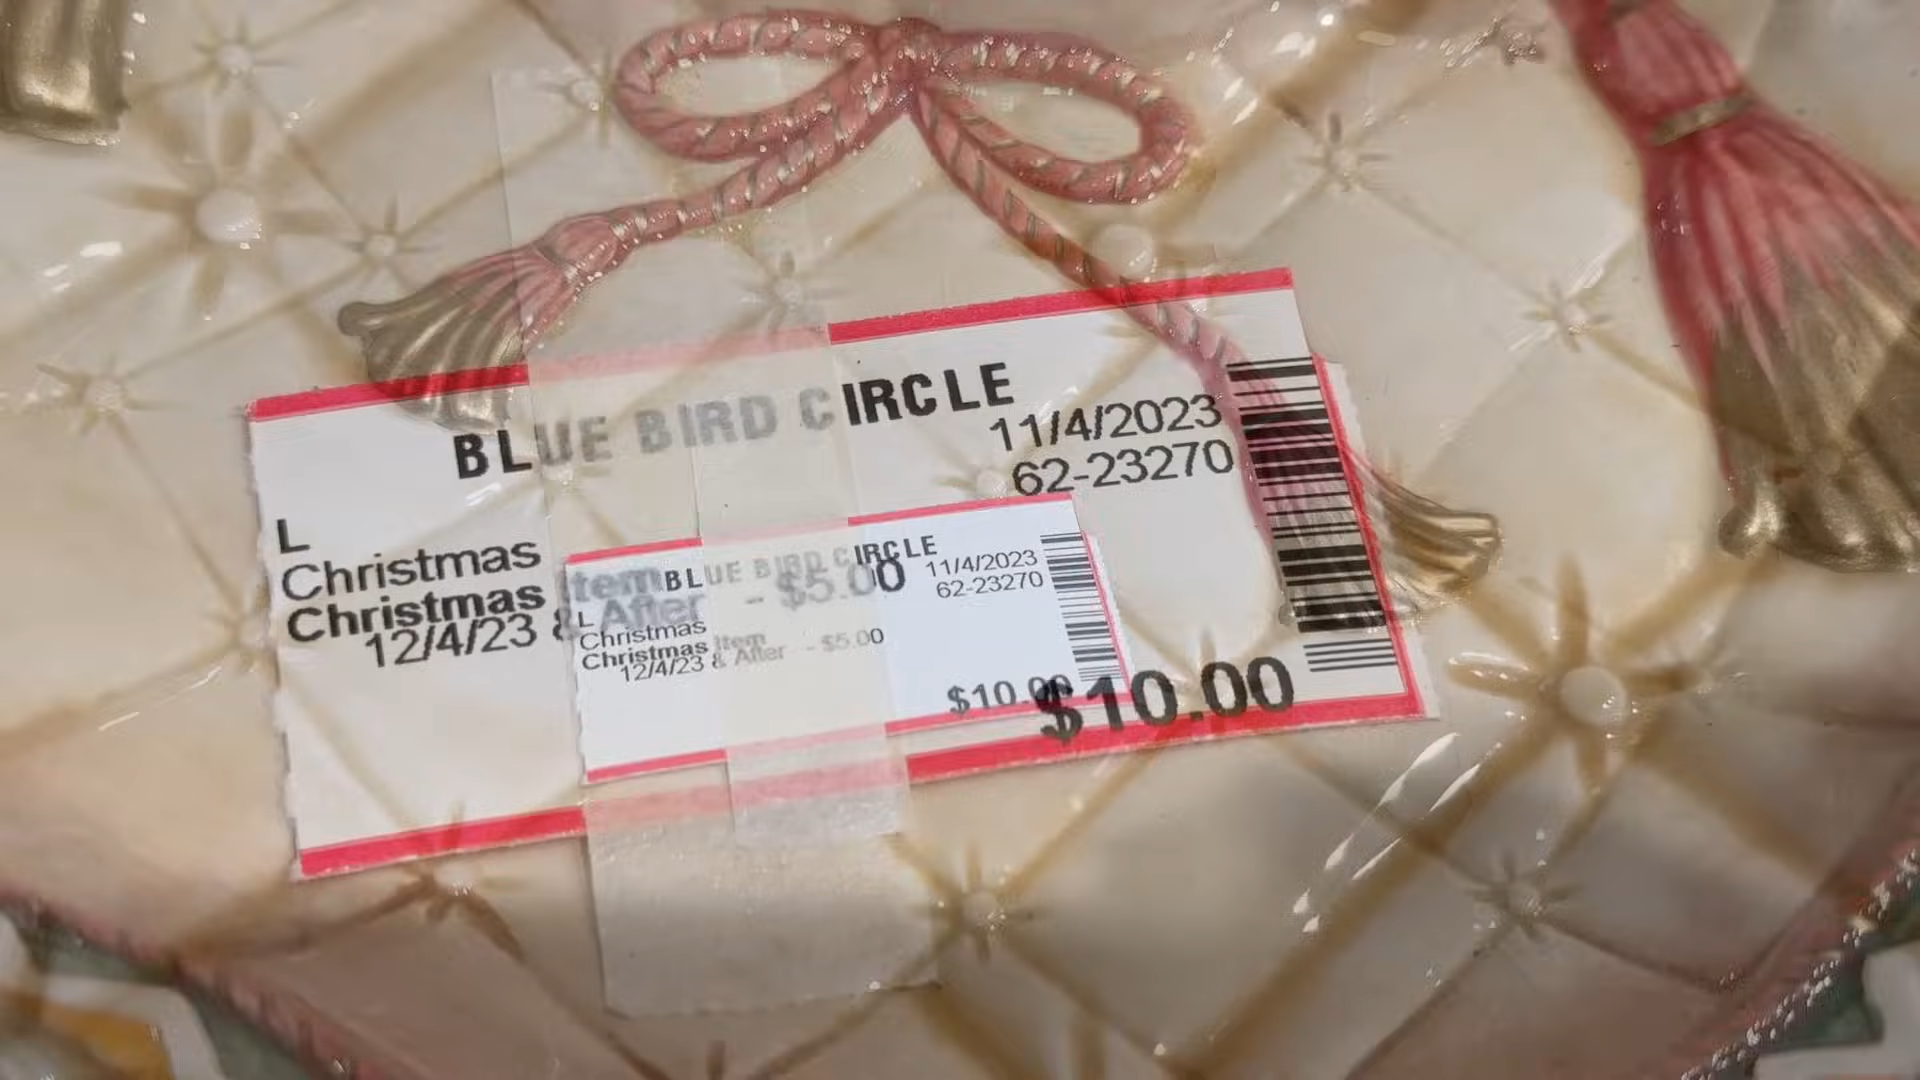 BLUE BIRD CIRCLE
11/4/2023
62-23270
L
Christmas
Christmas Item
12/4/23 & After - $5.00
$10.00
BLUE BIRD CIRCLE
11/4/2023
62-23270
L
Christmas
Christmas Item
12/4/23 & After - $5.00
$10.00